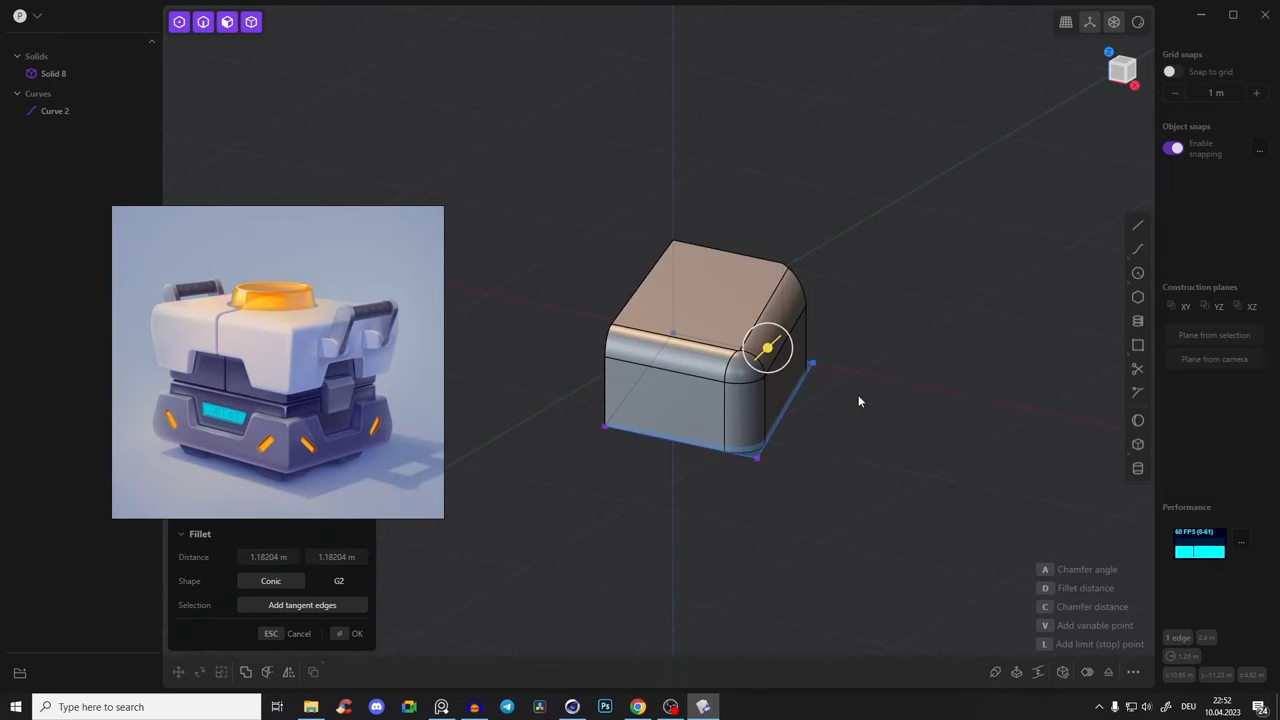 P
Solids
Solid 8
Curves
Curve 2
Z
X
Grid snaps
Snap to grid
1 m
Object snaps
Enable
snapping
...
Construction planes
XY
YZ
XZ
Plane from selection
Plane from camera
Performance
60 FPS (0-61)
...
Fillet
Distance
1.18204 m
1.18204 m
Shape
Conic
G2
Selection
Add tangent edges
ESC
Cancel
OK
A
Chamfer angle
D
Fillet distance
C
Chamfer distance
V
Add variable point
L
Add limit (stop) point
1 edge
2.4 m
Type here to search
DEU
22:52
10.04.2023